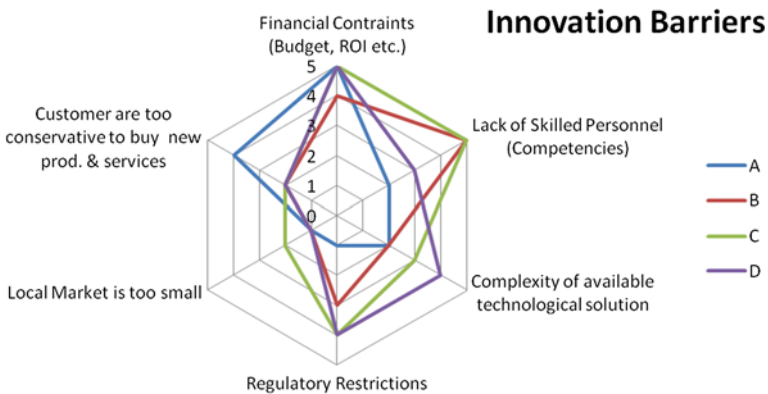 Innovation Barriers
Financial Contraints
(Budget, ROI etc.)
5
4
3
2
1
0
Customer are too
conservative to buy new
prod. & services
Lack of Skilled Personnel
(Competencies)
A
B
C
D
Local Market is too small
Complexity of available
technological solution
Regulatory Restrictions